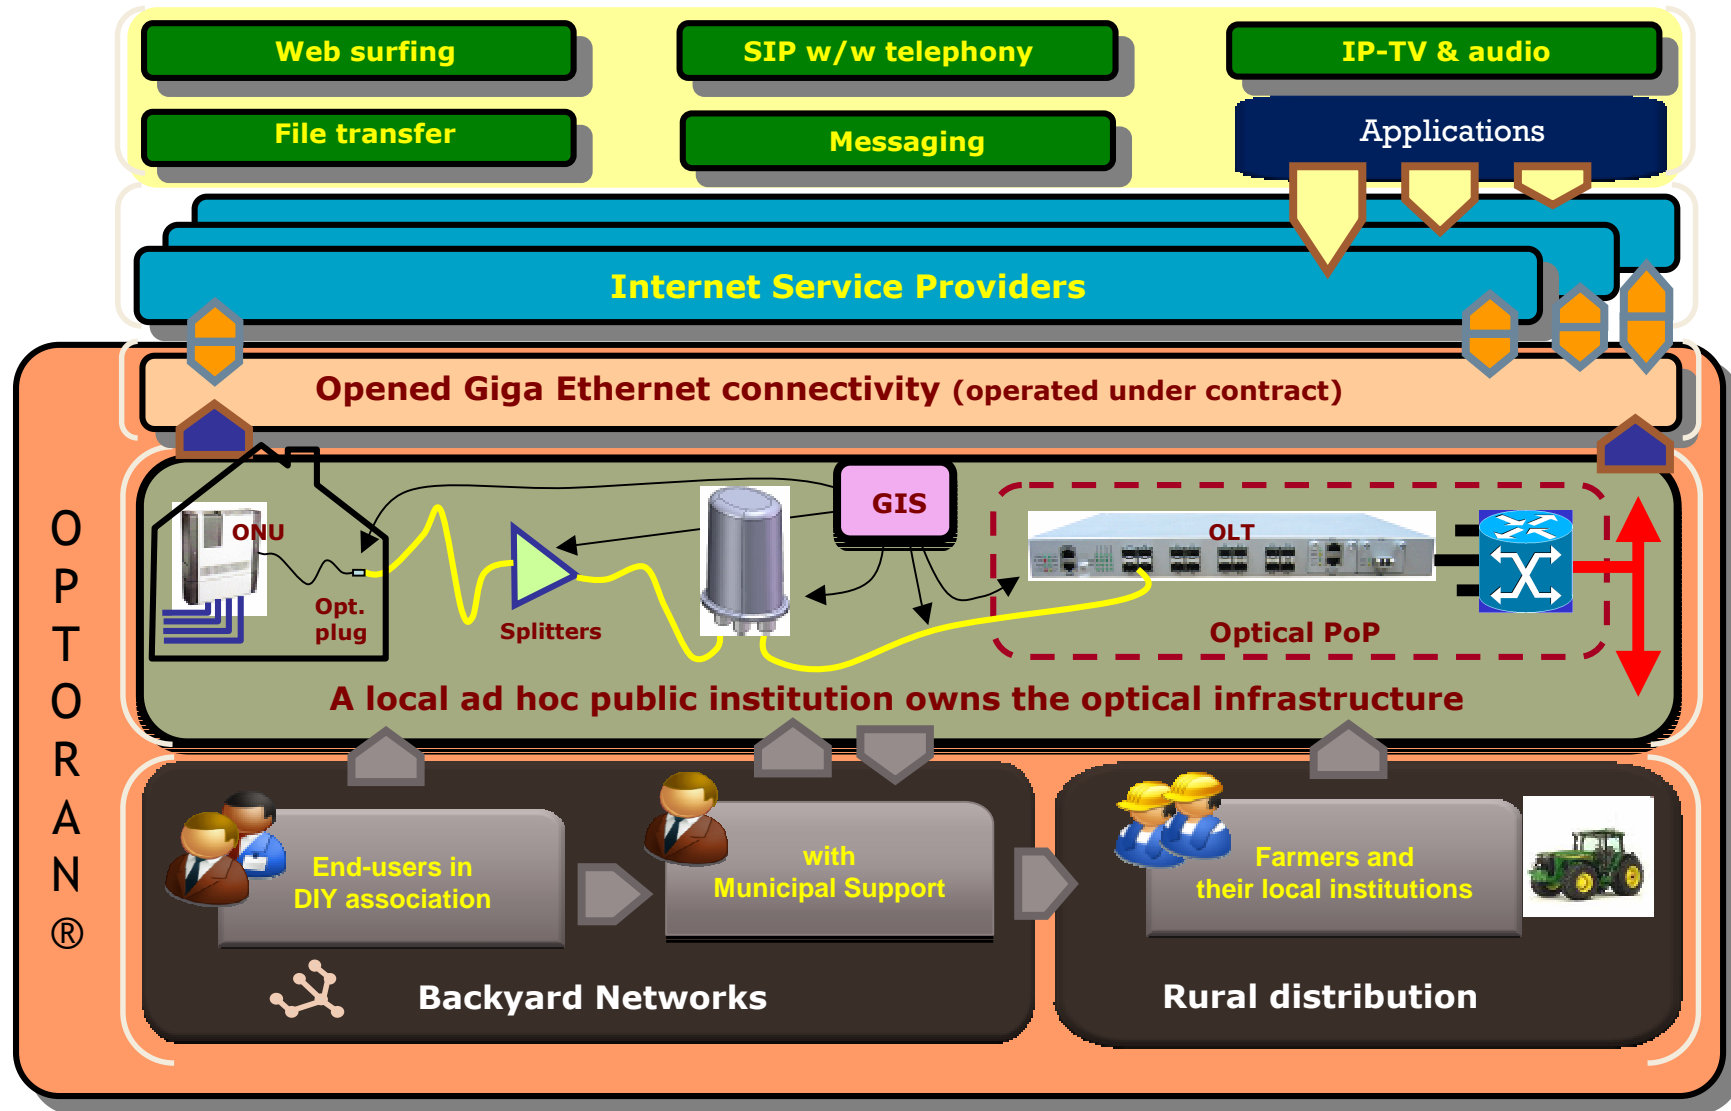 Web surfing
SIP w/w telephony
IP-TV & audio
File transfer
Messaging
Applications
Internet Service Providers
Opened Giga Ethernet connectivity (operated under contract)
O
P
T
O
R
A
N
®
ONU
Opt.
plug
Splitters
GIS
OLT
Optical PoP
A local ad hoc public institution owns the optical infrastructure
End-users in
DIY association
with
Municipal Support
Farmers and
their local institutions
Backyard Networks
Rural distribution